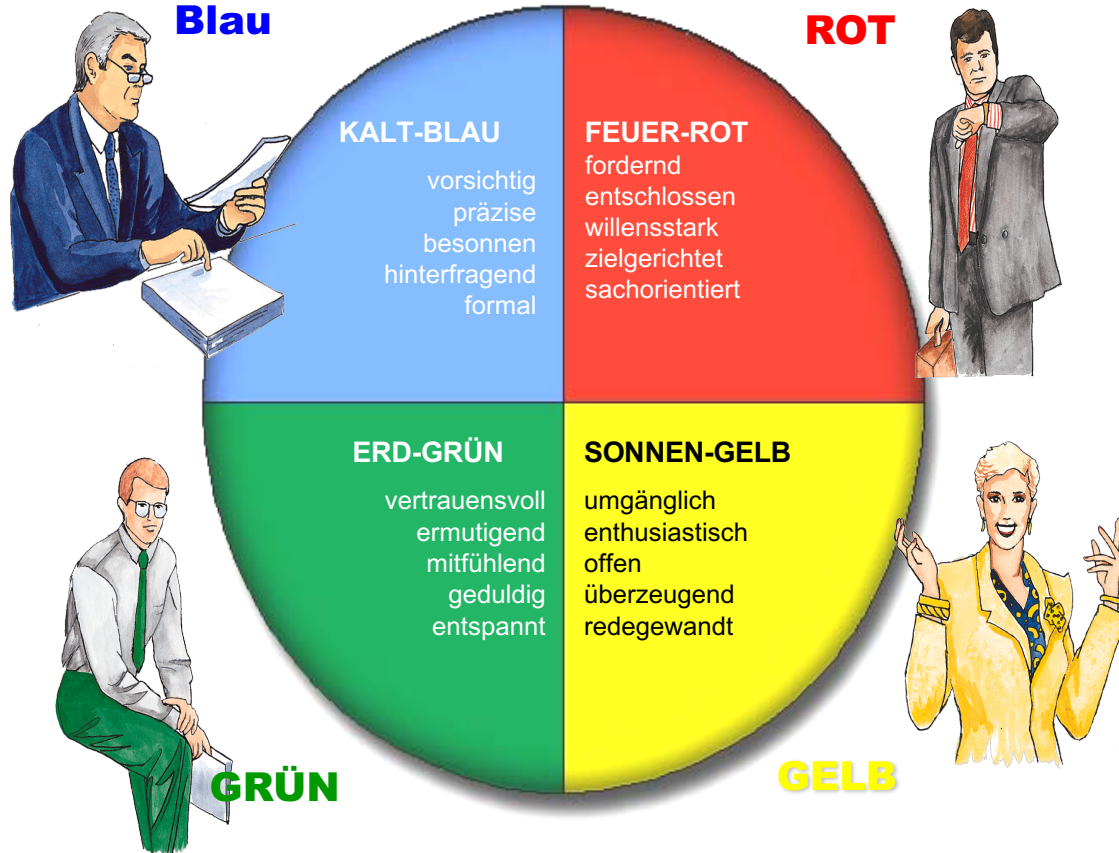 Blau
ROT
KALT-BLAU
vorsichtig
präzise
besonnen
hinterfragend
formal
FEUER-ROT
fordernd
entschlossen
willensstark
zielgerichtet
sachorientiert
ERD-GRÜN
vertrauensvoll
ermutigend
mitfühlend
geduldig
entspannt
SONNEN-GELB
umgänglich
enthusiastisch
offen
überzeugend
redegewandt
GRÜN
GELB